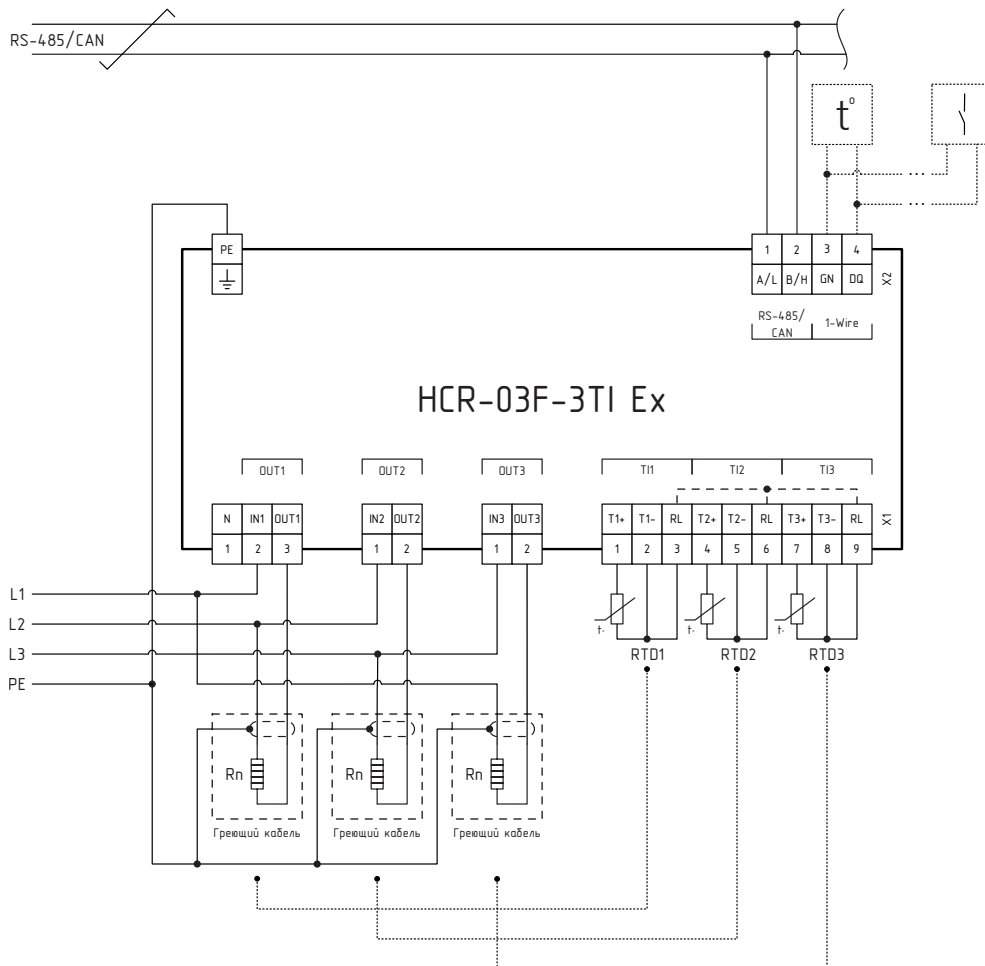 RS-485/CAN
t°
PE
1 2 3 4
A/L B/H GN DQ
X2
RS-485/
CAN
1-Wire
HCR-03F-3TI Ex
OUT1 OUT2 OUT3 TI1 TI2 TI3
N IN1 OUT1 IN2 OUT2 IN3 OUT3 T1+ T1- RL T2+ T2- RL T3+ T3- RL
X1
1 2 3 1 2 1 2 1 2 3 4 5 6 7 8 9
L1
L2
L3
PE
t° t° t°
RTD1 RTD2 RTD3
Rn Rn Rn
Греющий кабель Греющий кабель Греющий кабель